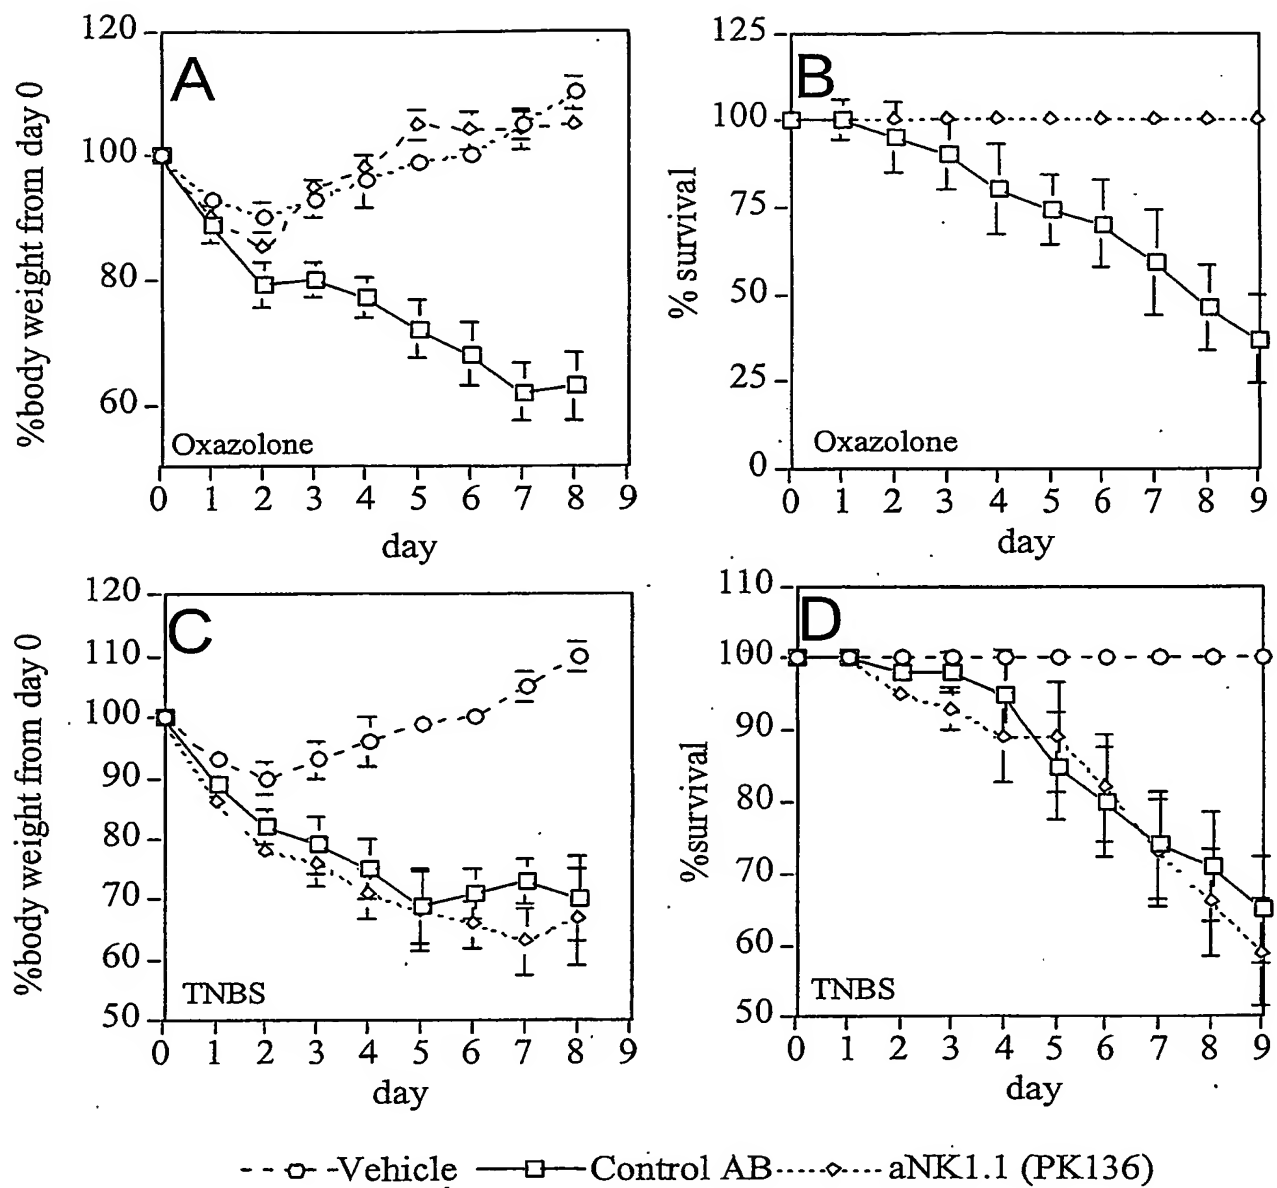 A
%body weight from day 0
120
100
80
60
Oxazolone
0 1 2 3 4 5 6 7 8 9
day
B
% survival
125
100
75
50
25
0
Oxazolone
0 1 2 3 4 5 6 7 8 9
day
C
%body weight from day 0
120
110
100
90
80
70
60
50
TNBS
0 1 2 3 4 5 6 7 8 9
day
D
%survival
110
100
90
80
70
60
50
TNBS
0 1 2 3 4 5 6 7 8 9
day
Vehicle Control AB aNK1.1 (PK136)